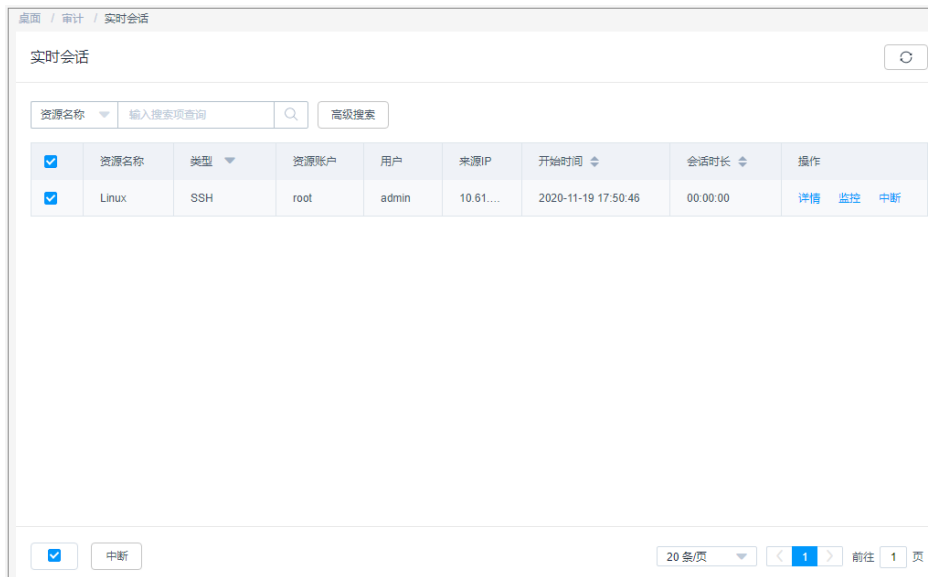 桌面 / 审计 / 实时会话
实时会话
资源名称 输入搜索项查询 高级搜索
资源名称 类型 资源账户 用户 来源IP 开始时间 会话时长 操作
Linux SSH root admin 10.61.... 2020-11-19 17:50:46 00:00:00 详情 监控 中断
中断 20 条/页 1 前往 1 页